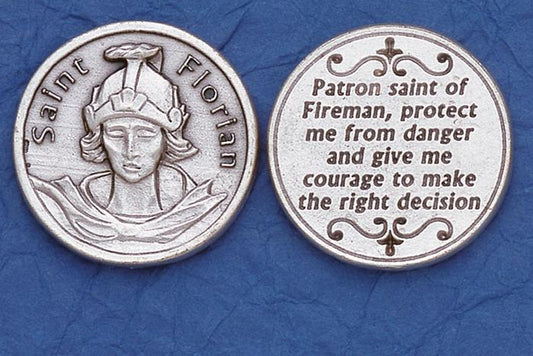 Saint Florian
Patron saint of
Fireman, protect
me from danger
and give me
courage to make
the right decision